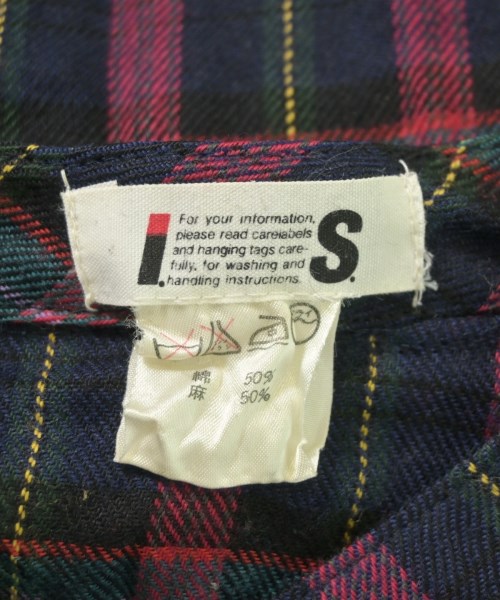 I.S.
For your information,
please read carelabels
and hanging tags care-
fully, for washing and
handling instructions.
綿 50%
麻 50%